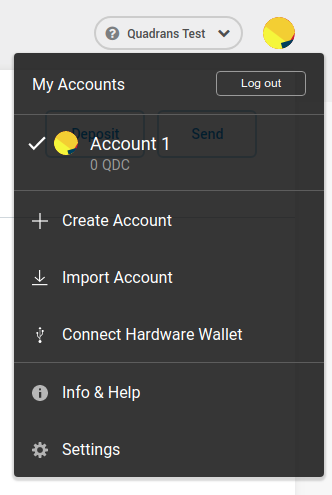 Quadrans Test
My Accounts
Log out
Deposit
Send
Account 1
0 QDC
Create Account
Import Account
Connect Hardware Wallet
Info & Help
Settings